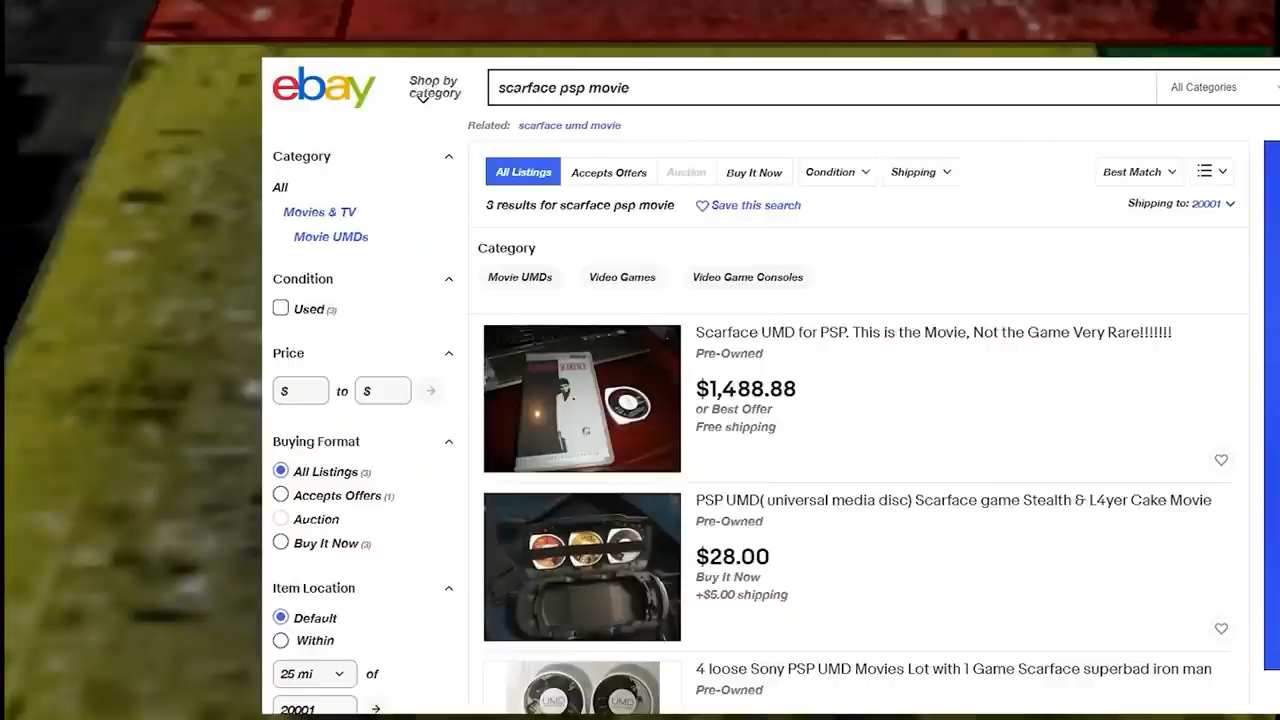 ebay
Shop by
category
scarface psp movie
All Categories
Related: scarface umd movie
Category
All
Movies & TV
Movie UMDs
Condition
Used (3)
Price
$ to $
Buying Format
All Listings (3)
Accepts Offers (1)
Auction
Buy It Now (3)
Item Location
Default
Within
25 mi of
20001
All Listings Accepts Offers Auction Buy It Now Condition Shipping Best Match
3 results for scarface psp movie Save this search Shipping to: 20001
Category
Movie UMDs Video Games Video Game Consoles
Scarface UMD for PSP. This is the Movie, Not the Game Very Rare!!!!!!!
Pre-Owned
$1,488.88
or Best Offer
Free shipping
PSP UMD( universal media disc) Scarface game Stealth & L4yer Cake Movie
Pre-Owned
$28.00
Buy It Now
+$5.00 shipping
4 loose Sony PSP UMD Movies Lot with 1 Game Scarface superbad iron man
Pre-Owned
UMD UMD